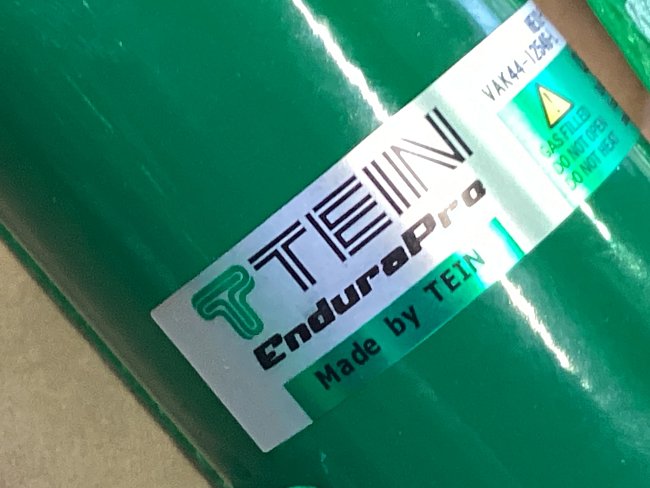 TEIN
EnduraPro
Made by TEIN
GAS FILLED
DO NOT OPEN
DO NOT HEAT